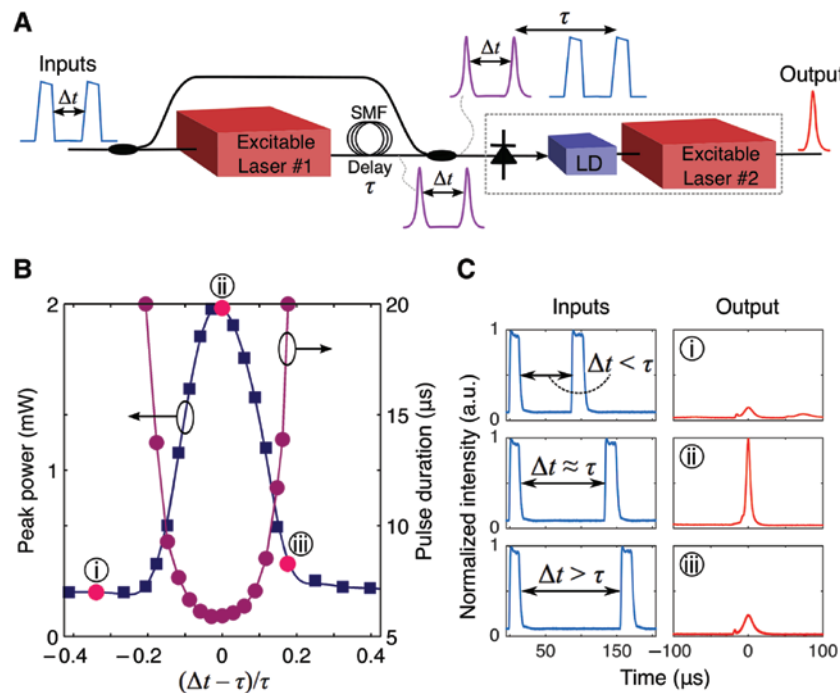 A
Inputs
Δt
Excitable
Laser #1
SMF
Delay
τ
Δt
Δt
τ
LD
Excitable
Laser #2
Output
B
Peak power (mW)
2
1
0
Pulse duration (μs)
20
15
10
5
i
ii
iii
−0.4 −0.2 0 0.2 0.4
(Δt − τ)/τ
C
Inputs Output
Normalized intensity (a.u.)
1
0
Δt < τ
i
1
0
Δt ≈ τ
ii
1
0
Δt > τ
iii
50 150 −100 0 100
Time (μs)